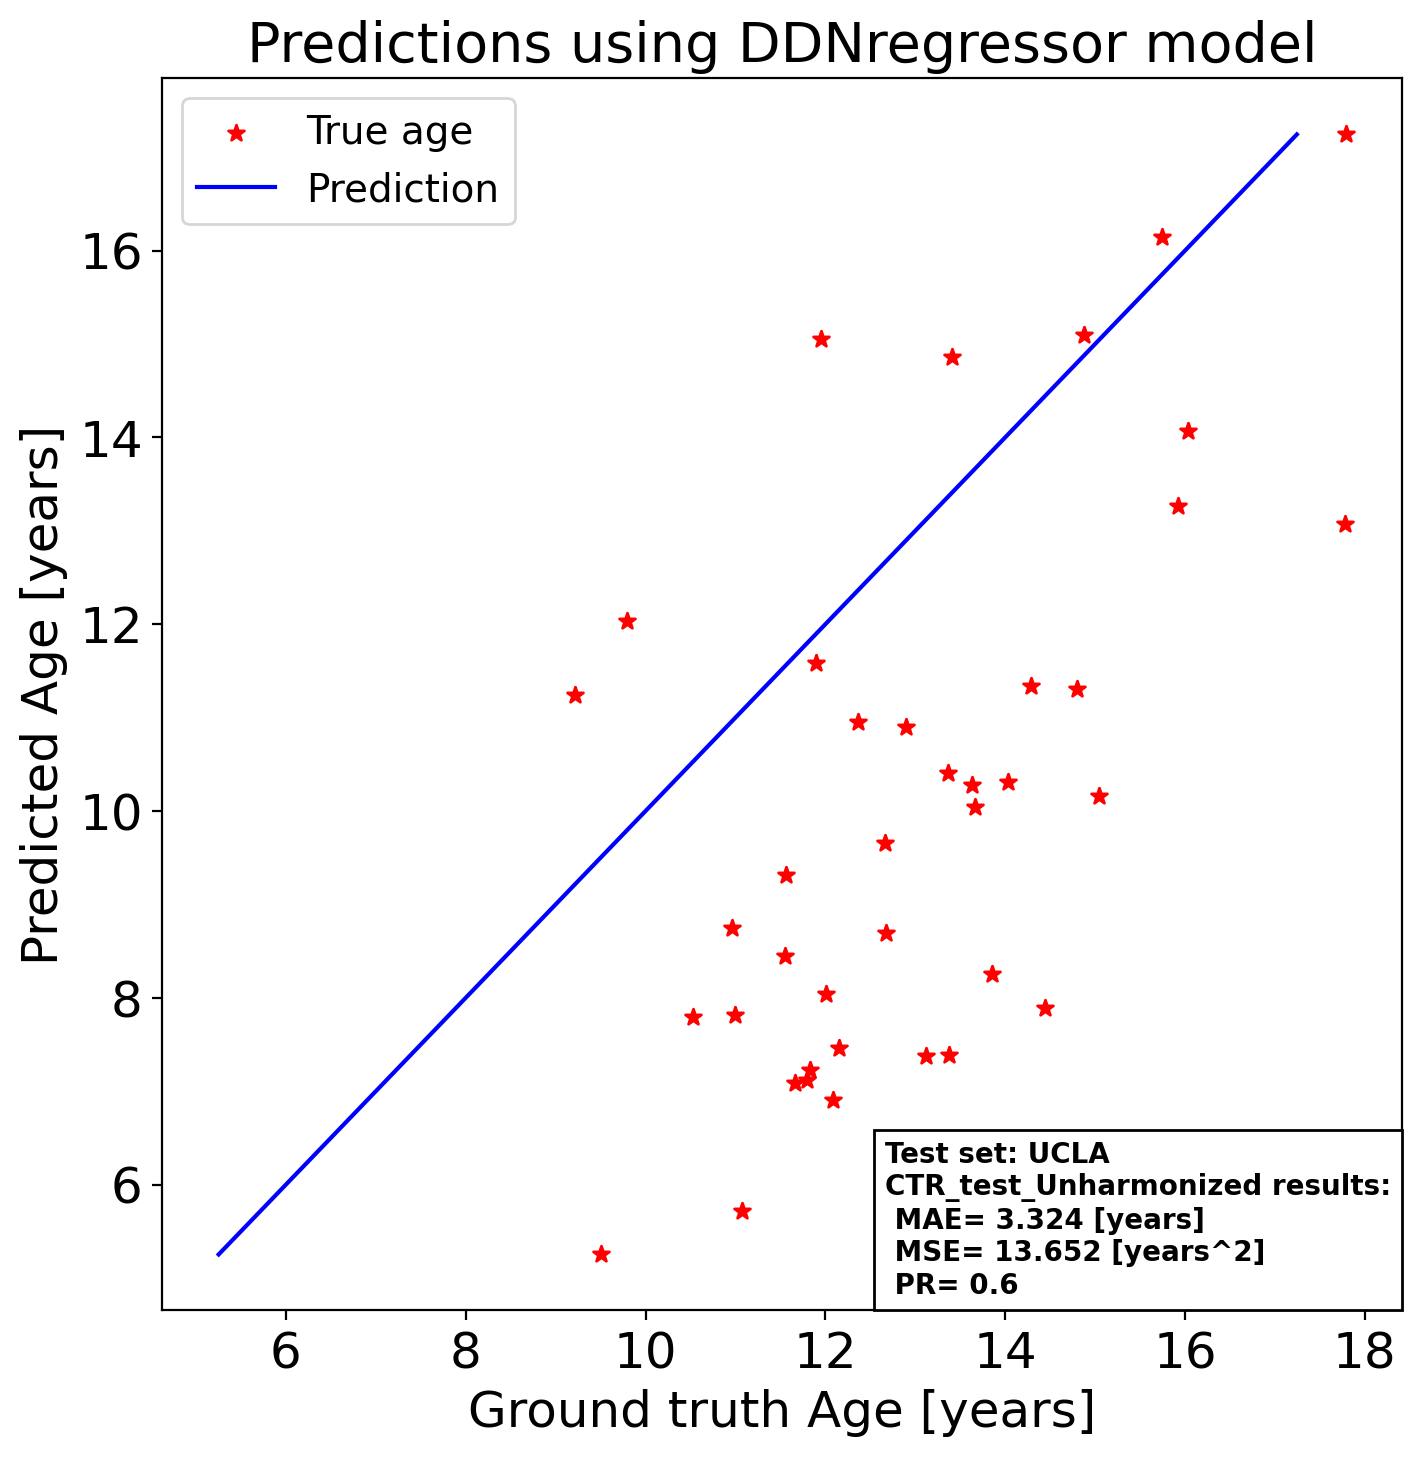 Predictions using DDNregressor model
True age
Prediction
Predicted Age [years]
16
14
12
10
8
6
Test set: UCLA
CTR_test_Unharmonized results:
MAE= 3.324 [years]
MSE= 13.652 [years^2]
PR= 0.6
6 8 10 12 14 16 18
Ground truth Age [years]